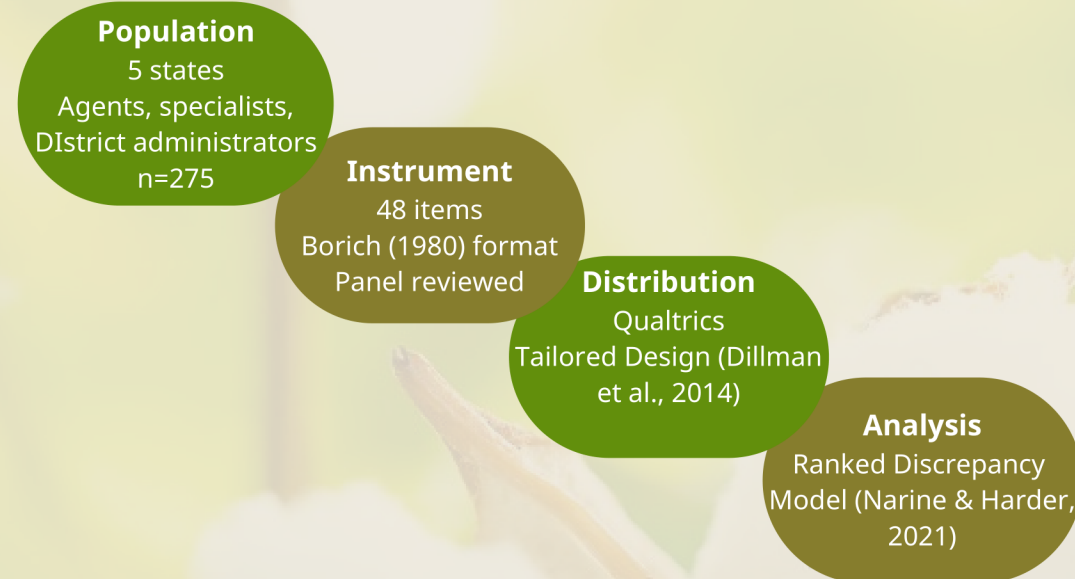 Population
5 states
Agents, specialists,
DIstrict administrators
n=275
Instrument
48 items
Borich (1980) format
Panel reviewed
Distribution
Qualtrics
Tailored Design (Dillman
et al., 2014)
Analysis
Ranked Discrepancy
Model (Narine & Harder,
2021)